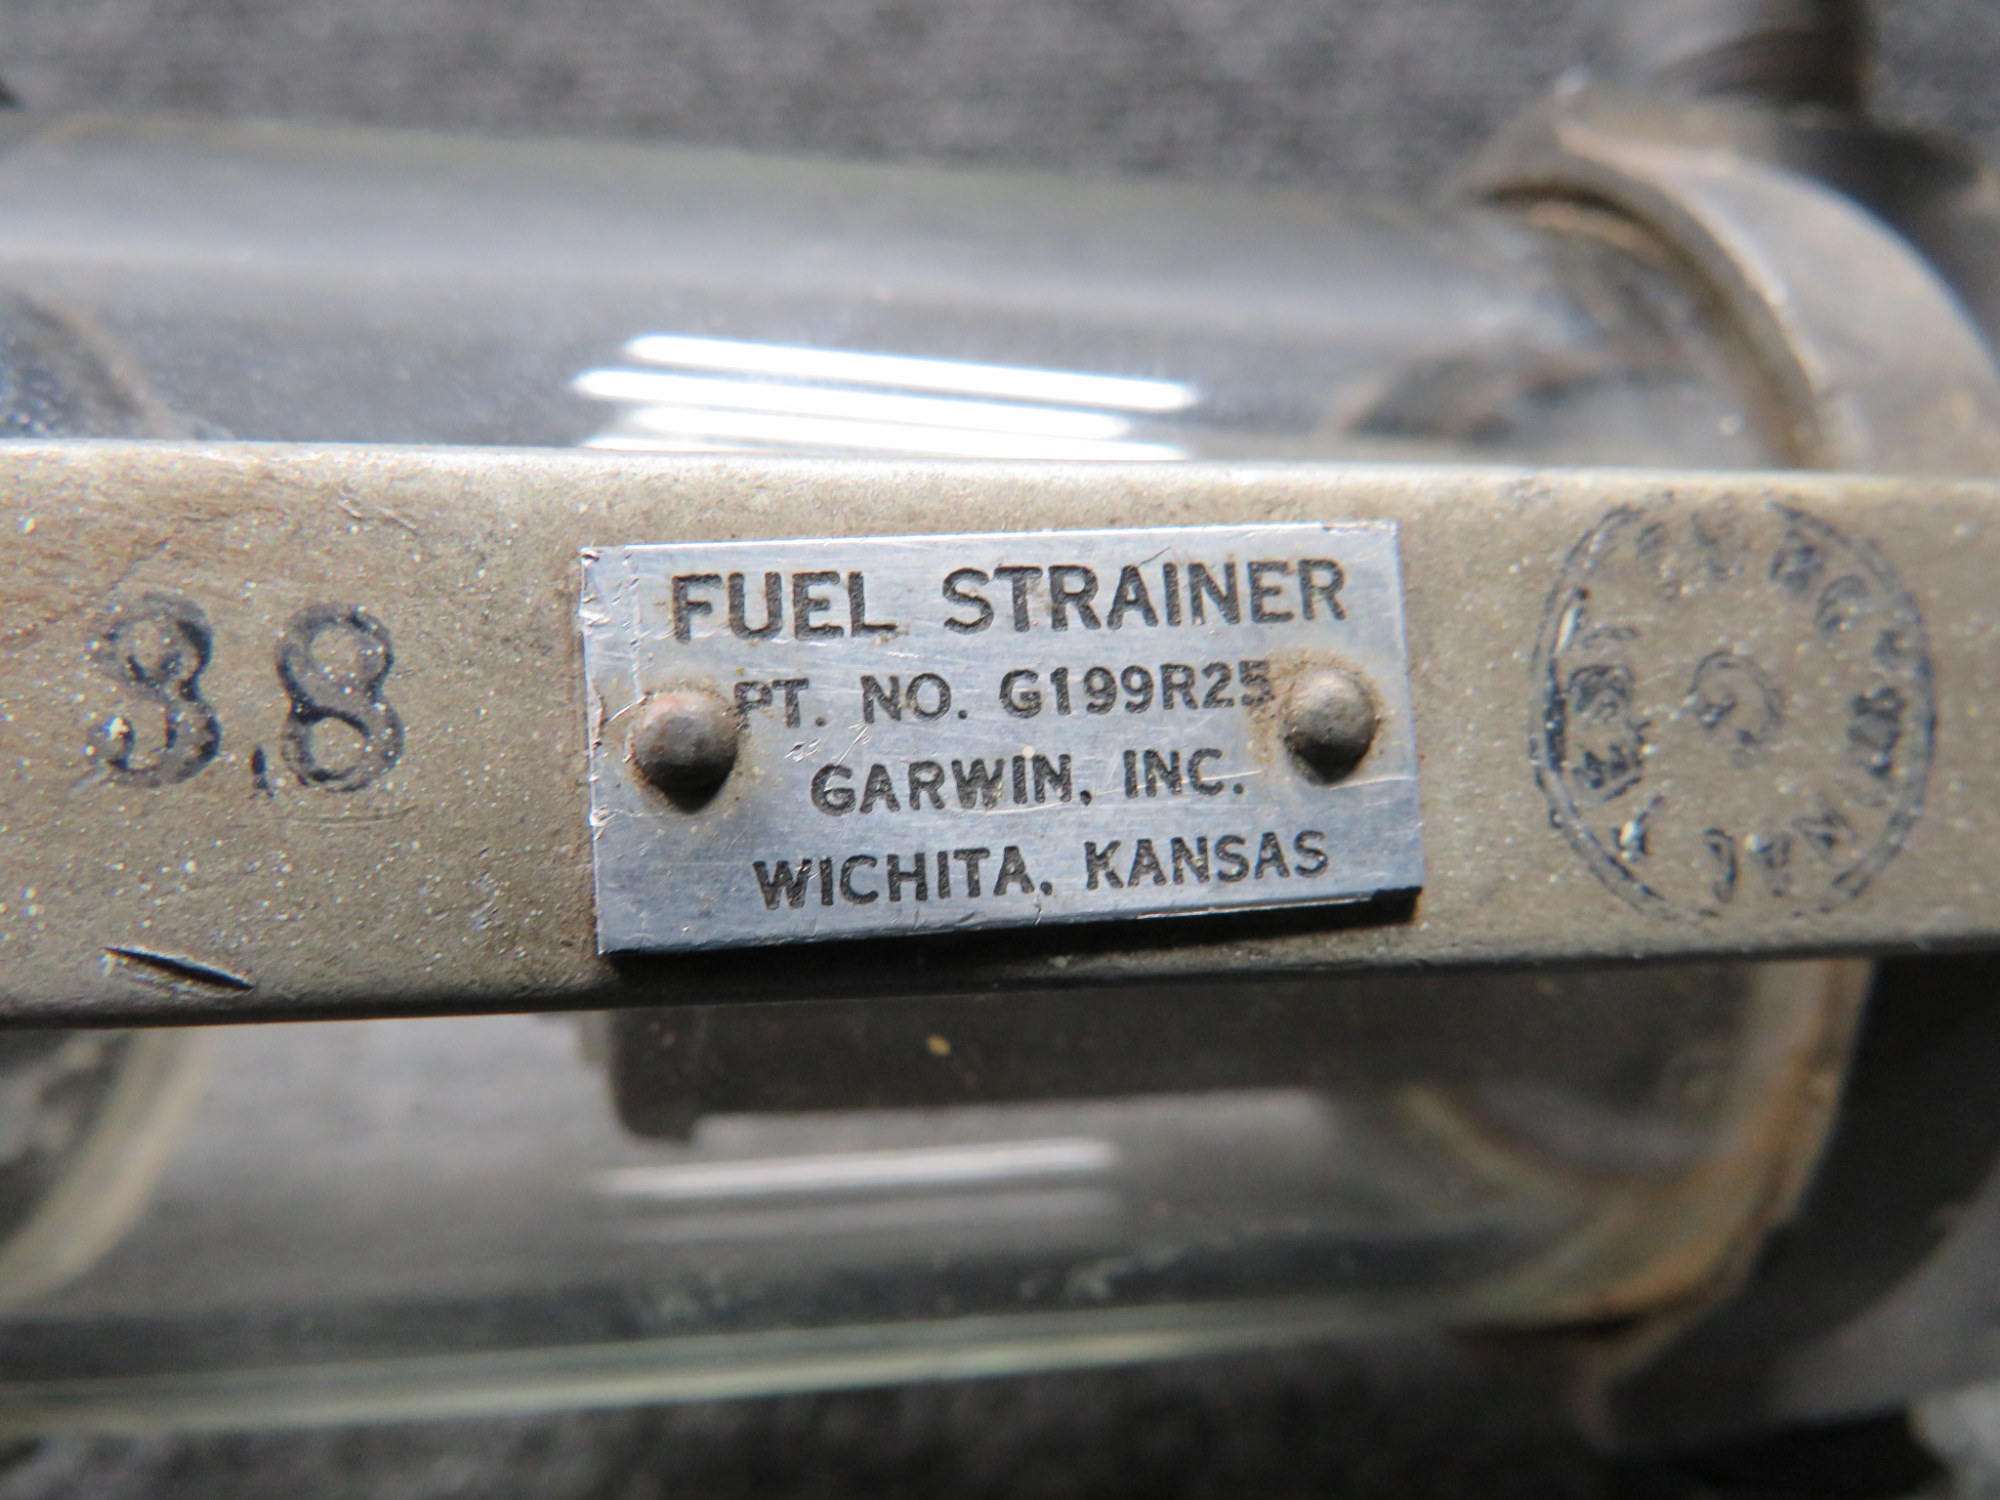 3.8
FUEL STRAINER
PT. NO. G199R25
GARWIN, INC.
WICHITA, KANSAS